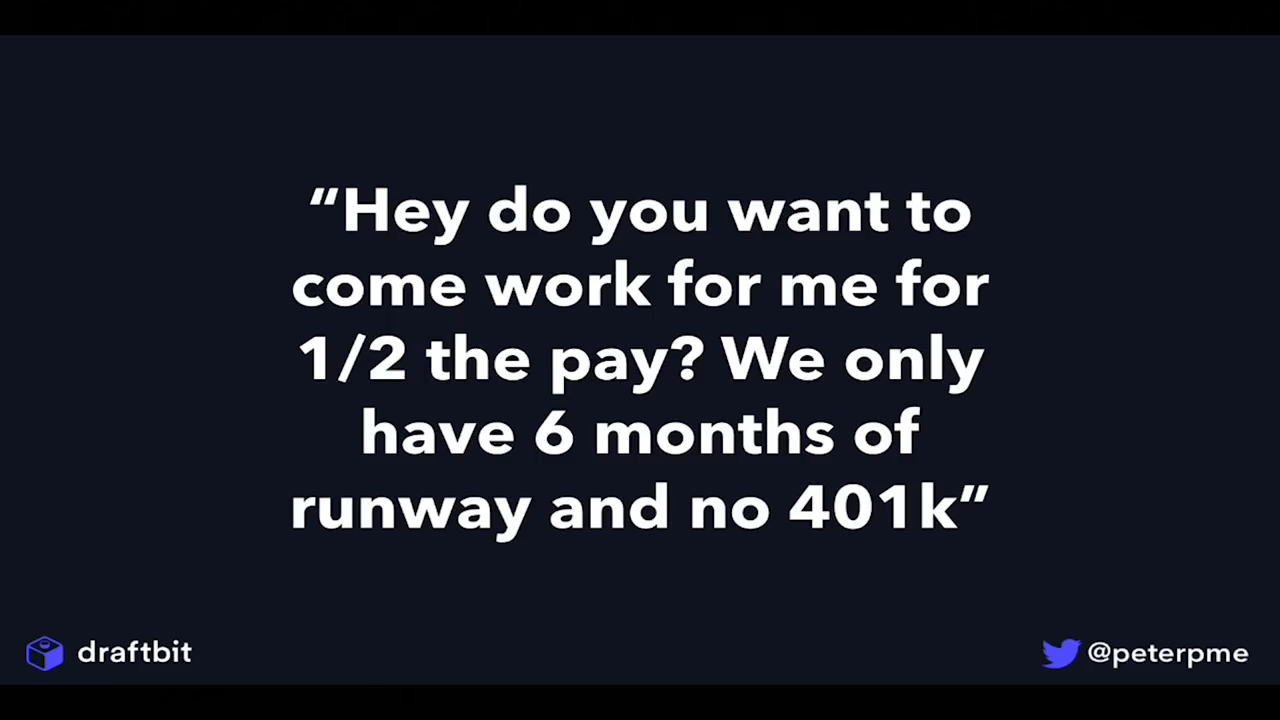 “Hey do you want to
come work for me for
1/2 the pay? We only
have 6 months of
runway and no 401k”
draftbit
@peterpme